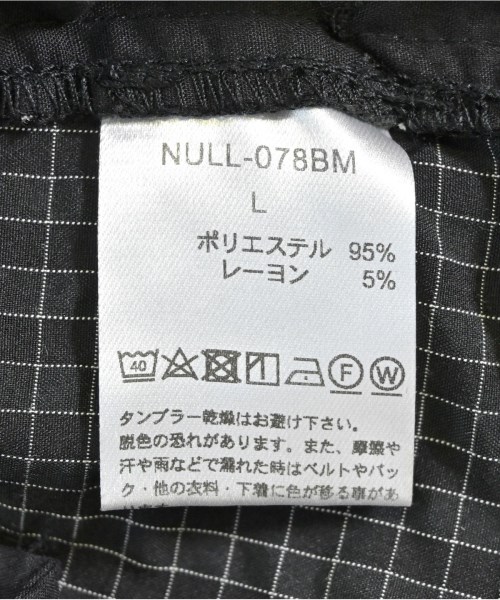 NULL-078BM
L
ポリエステル 95%
レーヨン 5%
40 F W
タンブラー乾燥はお避け下さい。
脱色の恐れがあります。また、摩擦や
汗や雨などで濡れた時はベルトやバッ
ク・他の衣料・下着に色が移る事があ